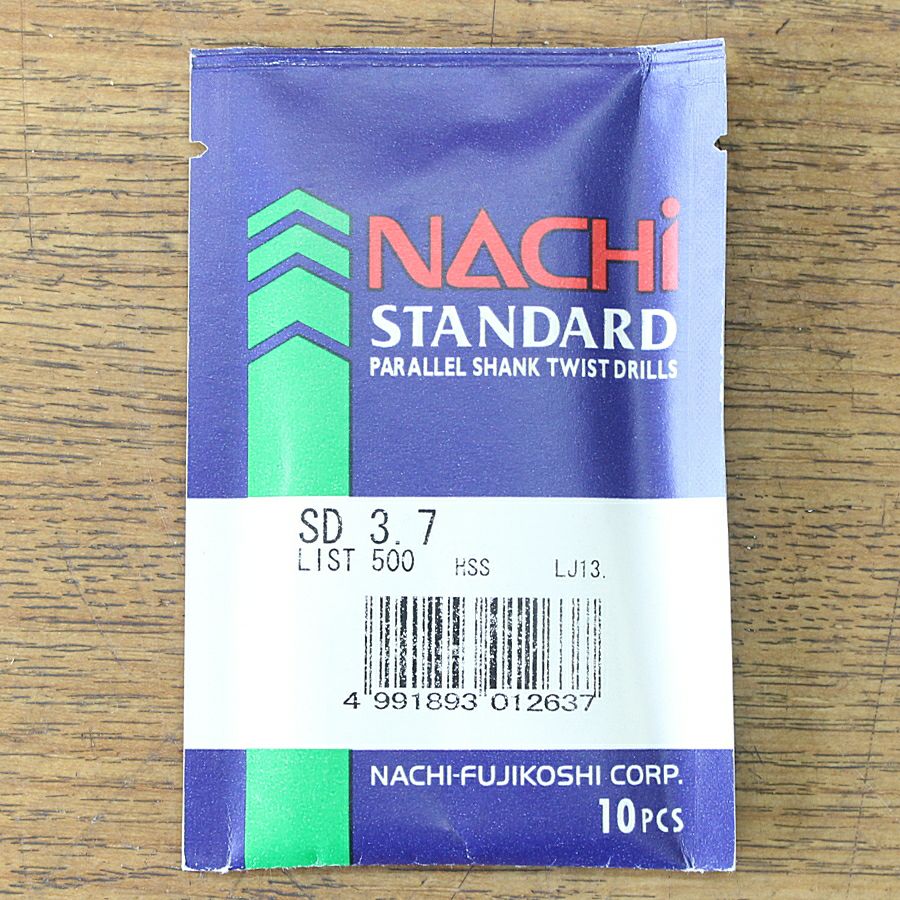 NACHi
STANDARD
PARALLEL SHANK TWIST DRILLS
SD 3.7
LIST 500 HSS LJ13.
4 991893 012637
NACHI-FUJIKOSHI CORP.
10PCS